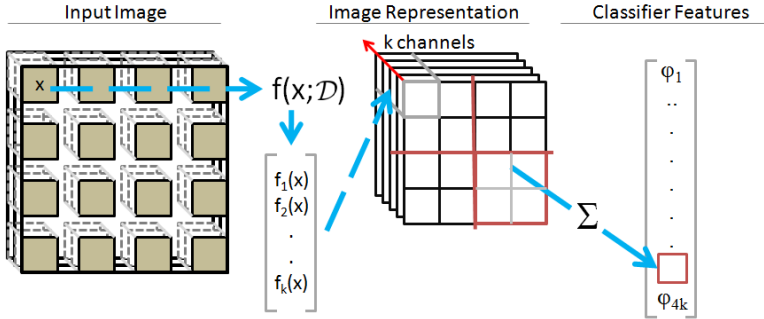 Input Image
Image Representation
Classifier Features
k channels
x
f(x;𝒟)
f₁(x)
f₂(x)
.
.
fₖ(x)
Σ
φ₁
..
.
.
.
.
.
.
φ₄ₖ